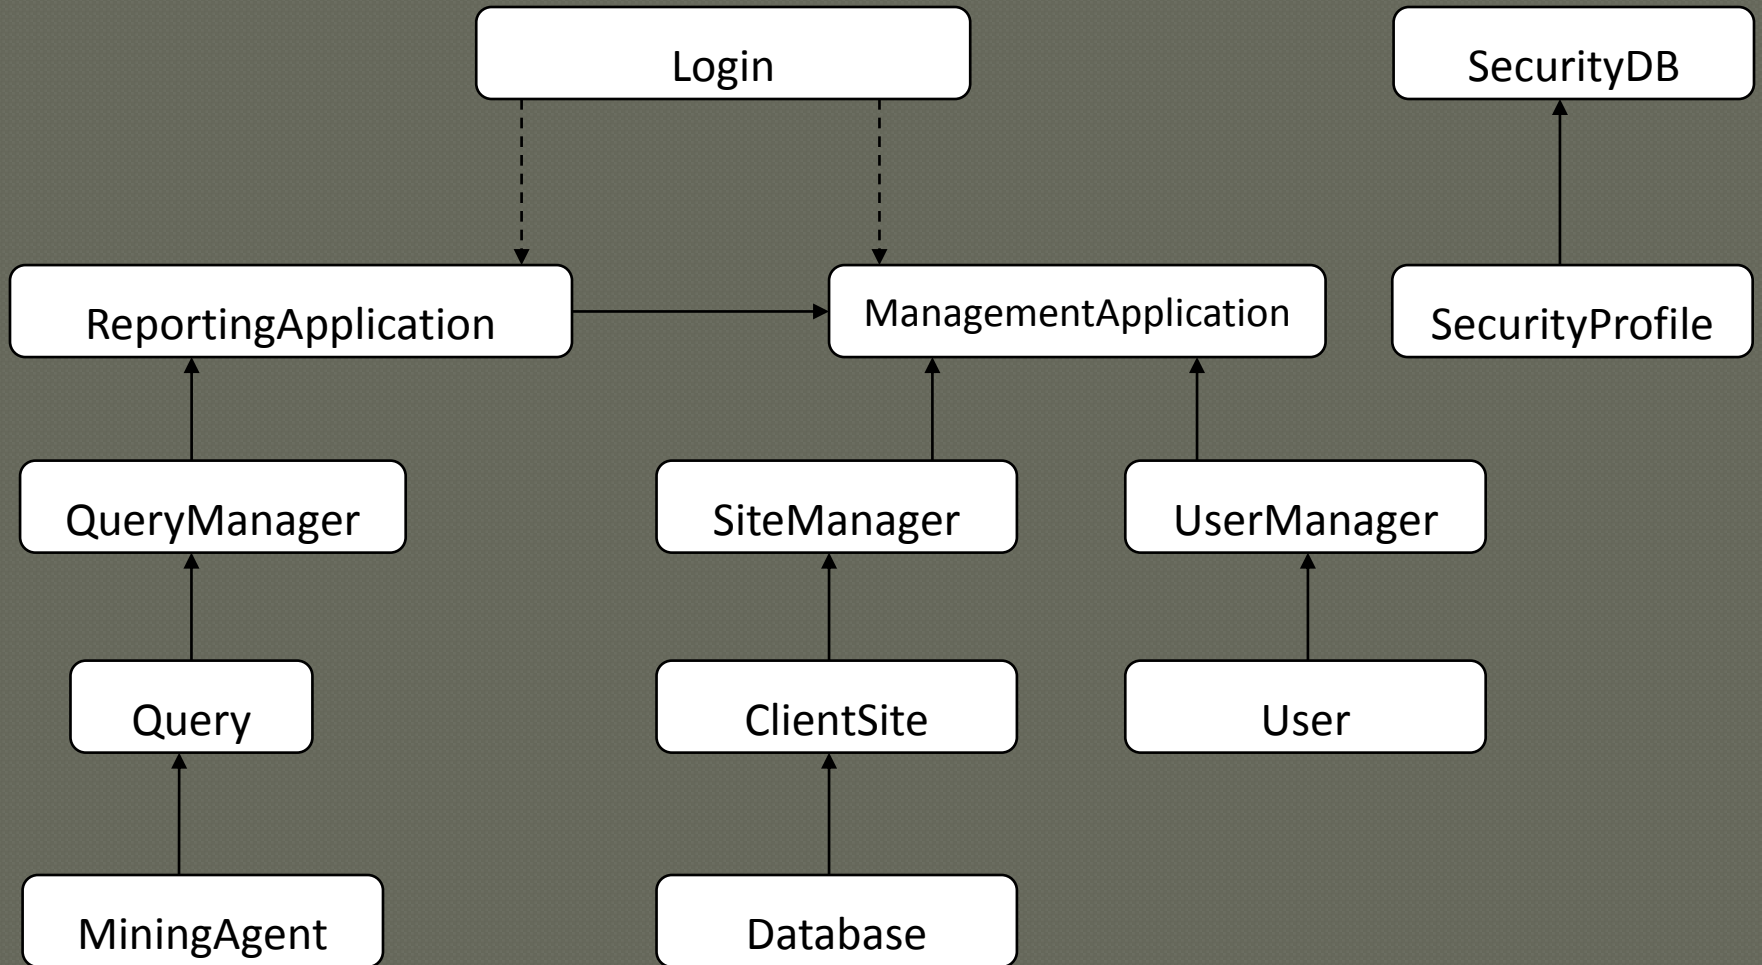 Login
SecurityDB
ReportingApplication
ManagementApplication
SecurityProfile
QueryManager
SiteManager
UserManager
Query
ClientSite
User
MiningAgent
Database